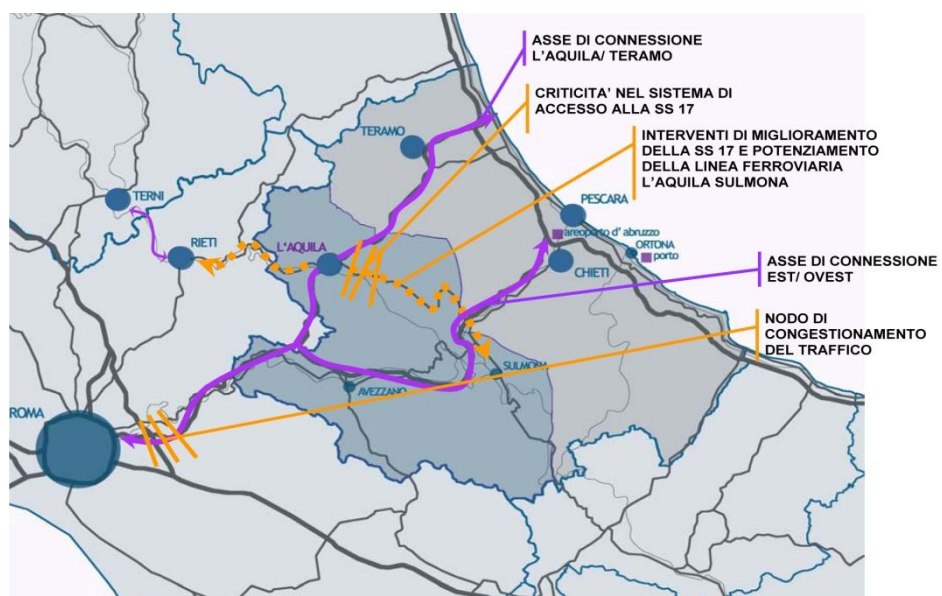 ASSE DI CONNESSIONE
L'AQUILA/ TERAMO
CRITICITA' NEL SISTEMA DI
ACCESSO ALLA SS 17
INTERVENTI DI MIGLIORAMENTO
DELLA SS 17 E POTENZIAMENTO
DELLA LINEA FERROVIARIA
L'AQUILA SULMONA
TERAMO
TERNI
PESCARA
RIETI
L'AQUILA
areoporto d' abruzzo
ORTONA
porto
CHIETI
ASSE DI CONNESSIONE
EST/ OVEST
NODO DI
CONGESTIONAMENTO
DEL TRAFFICO
SULMONA
AVEZZANO
ROMA